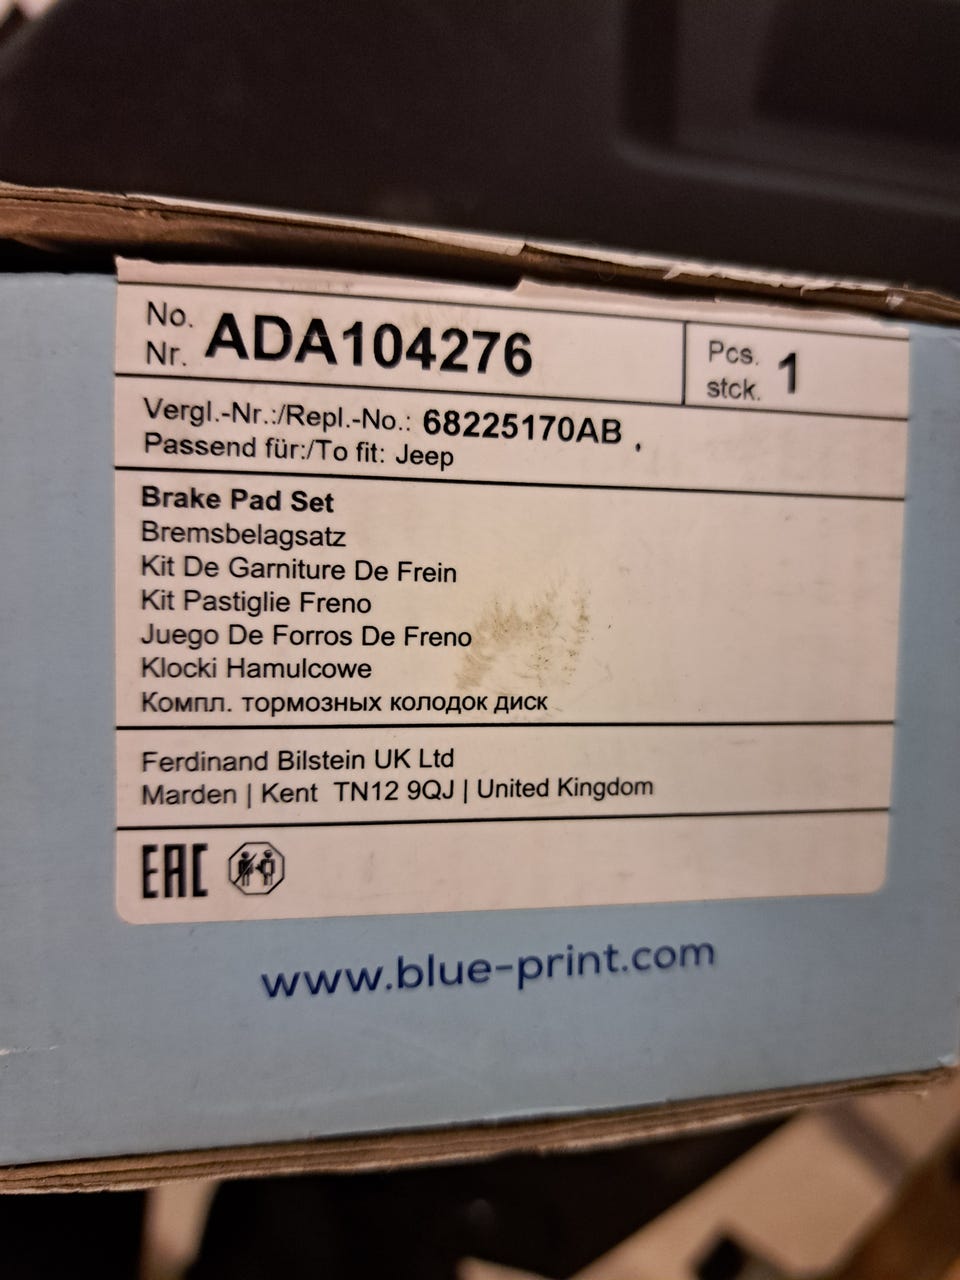 No. ADA104276 Pcs. 1
Nr. stck.
Vergl.-Nr.:/Repl.-No.: 68225170AB ,
Passend für:/To fit: Jeep
Brake Pad Set
Bremsbelagsatz
Kit De Garniture De Frein
Kit Pastiglie Freno
Juego De Forros De Freno
Klocki Hamulcowe
Компл. тормозных колодок диск
Ferdinand Bilstein UK Ltd
Marden | Kent TN12 9QJ | United Kingdom
EAC
www.blue-print.com